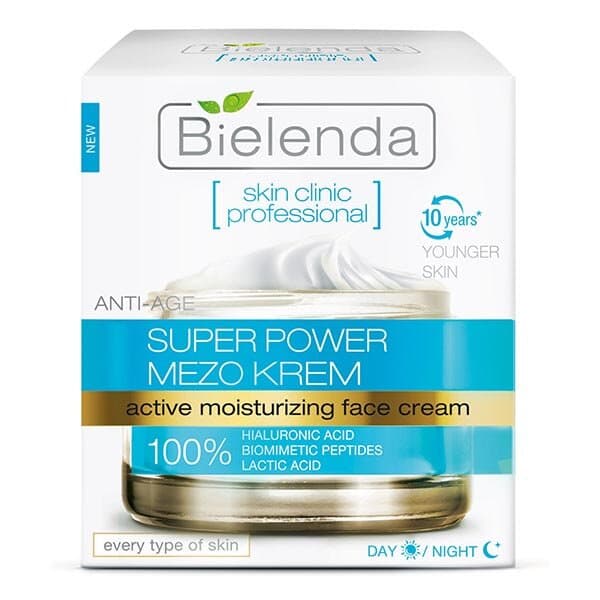 Bielenda
NEW
[ skin clinic
professional ]
10 years*
YOUNGER
SKIN
ANTI-AGE
SUPER POWER
MEZO KREM
active moisturizing face cream
100%
HIALURONIC ACID
BIOMIMETIC PEPTIDES
LACTIC ACID
every type of skin
DAY / NIGHT